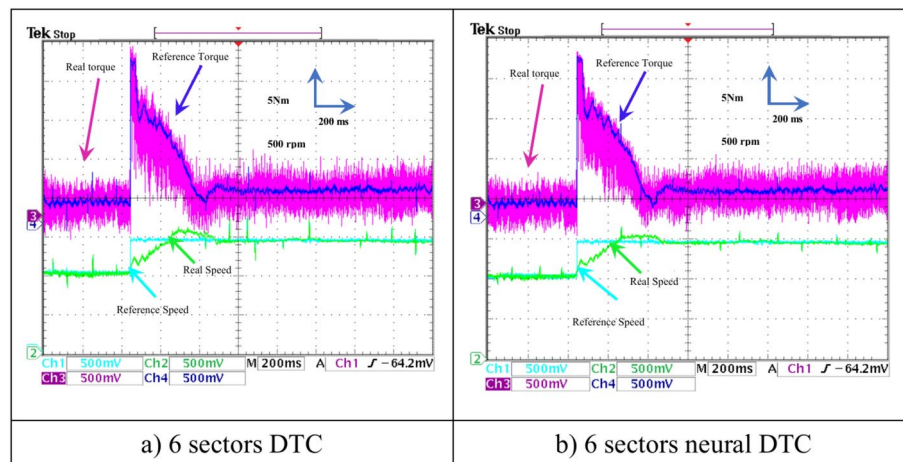 Tek Stop
Real torque
Reference Torque
5Nm
200 ms
500 rpm
3
4
Real Speed
Reference Speed
2
Ch1 500mV Ch2 500mV M 200ms A Ch1 ʃ −64.2mV
Ch3 500mV Ch4 500mV
a) 6 sectors DTC
Tek Stop
Real torque
Reference Torque
5Nm
200 ms
500 rpm
3
4
Real Speed
Reference Speed
2
Ch1 500mV Ch2 500mV M 200ms A Ch1 ʃ −64.2mV
Ch3 500mV Ch4 500mV
b) 6 sectors neural DTC